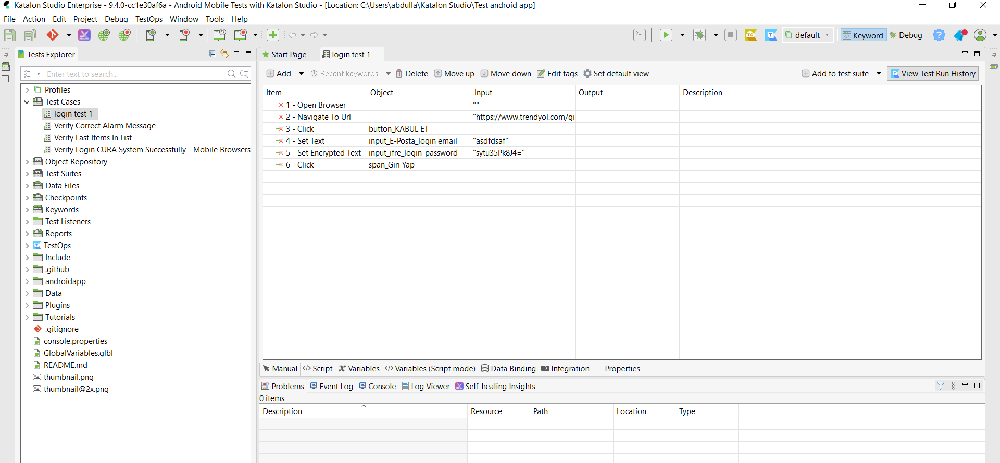 Katalon Studio Enterprise - 9.4.0-cc1e30af6a - Android Mobile Tests with Katalon Studio - [Location: C:\Users\abdulla\Katalon Studio\Test android app]
File Action Edit Project Debug TestOps Window Tools Help
default Keyword Debug
Tests Explorer
Enter text to search...
Profiles
Test Cases
login test 1
Verify Correct Alarm Message
Verify Last Items In List
Verify Login CURA System Successfully - Mobile Browsers
Object Repository
Test Suites
Data Files
Checkpoints
Keywords
Test Listeners
Reports
TestOps
Include
.github
androidapp
Data
Plugins
Tutorials
.gitignore
console.properties
GlobalVariables.glbl
README.md
thumbnail.png
thumbnail@2x.png
Start Page login test 1
Add Recent keywords Delete Move up Move down Edit tags Set default view Add to test suite View Test Run History
Item Object Input Output Description
1 - Open Browser ""
2 - Navigate To Url "https://www.trendyol.com/gi
3 - Click button_KABUL ET
4 - Set Text input_E-Posta_login email "asdfdsaf"
5 - Set Encrypted Text input_ifre_login-password "sytu35Pk8J4="
6 - Click span_Giri Yap
Manual Script Variables Variables (Script mode) Data Binding Integration Properties
Problems Event Log Console Log Viewer Self-healing Insights
0 items
Description Resource Path Location Type